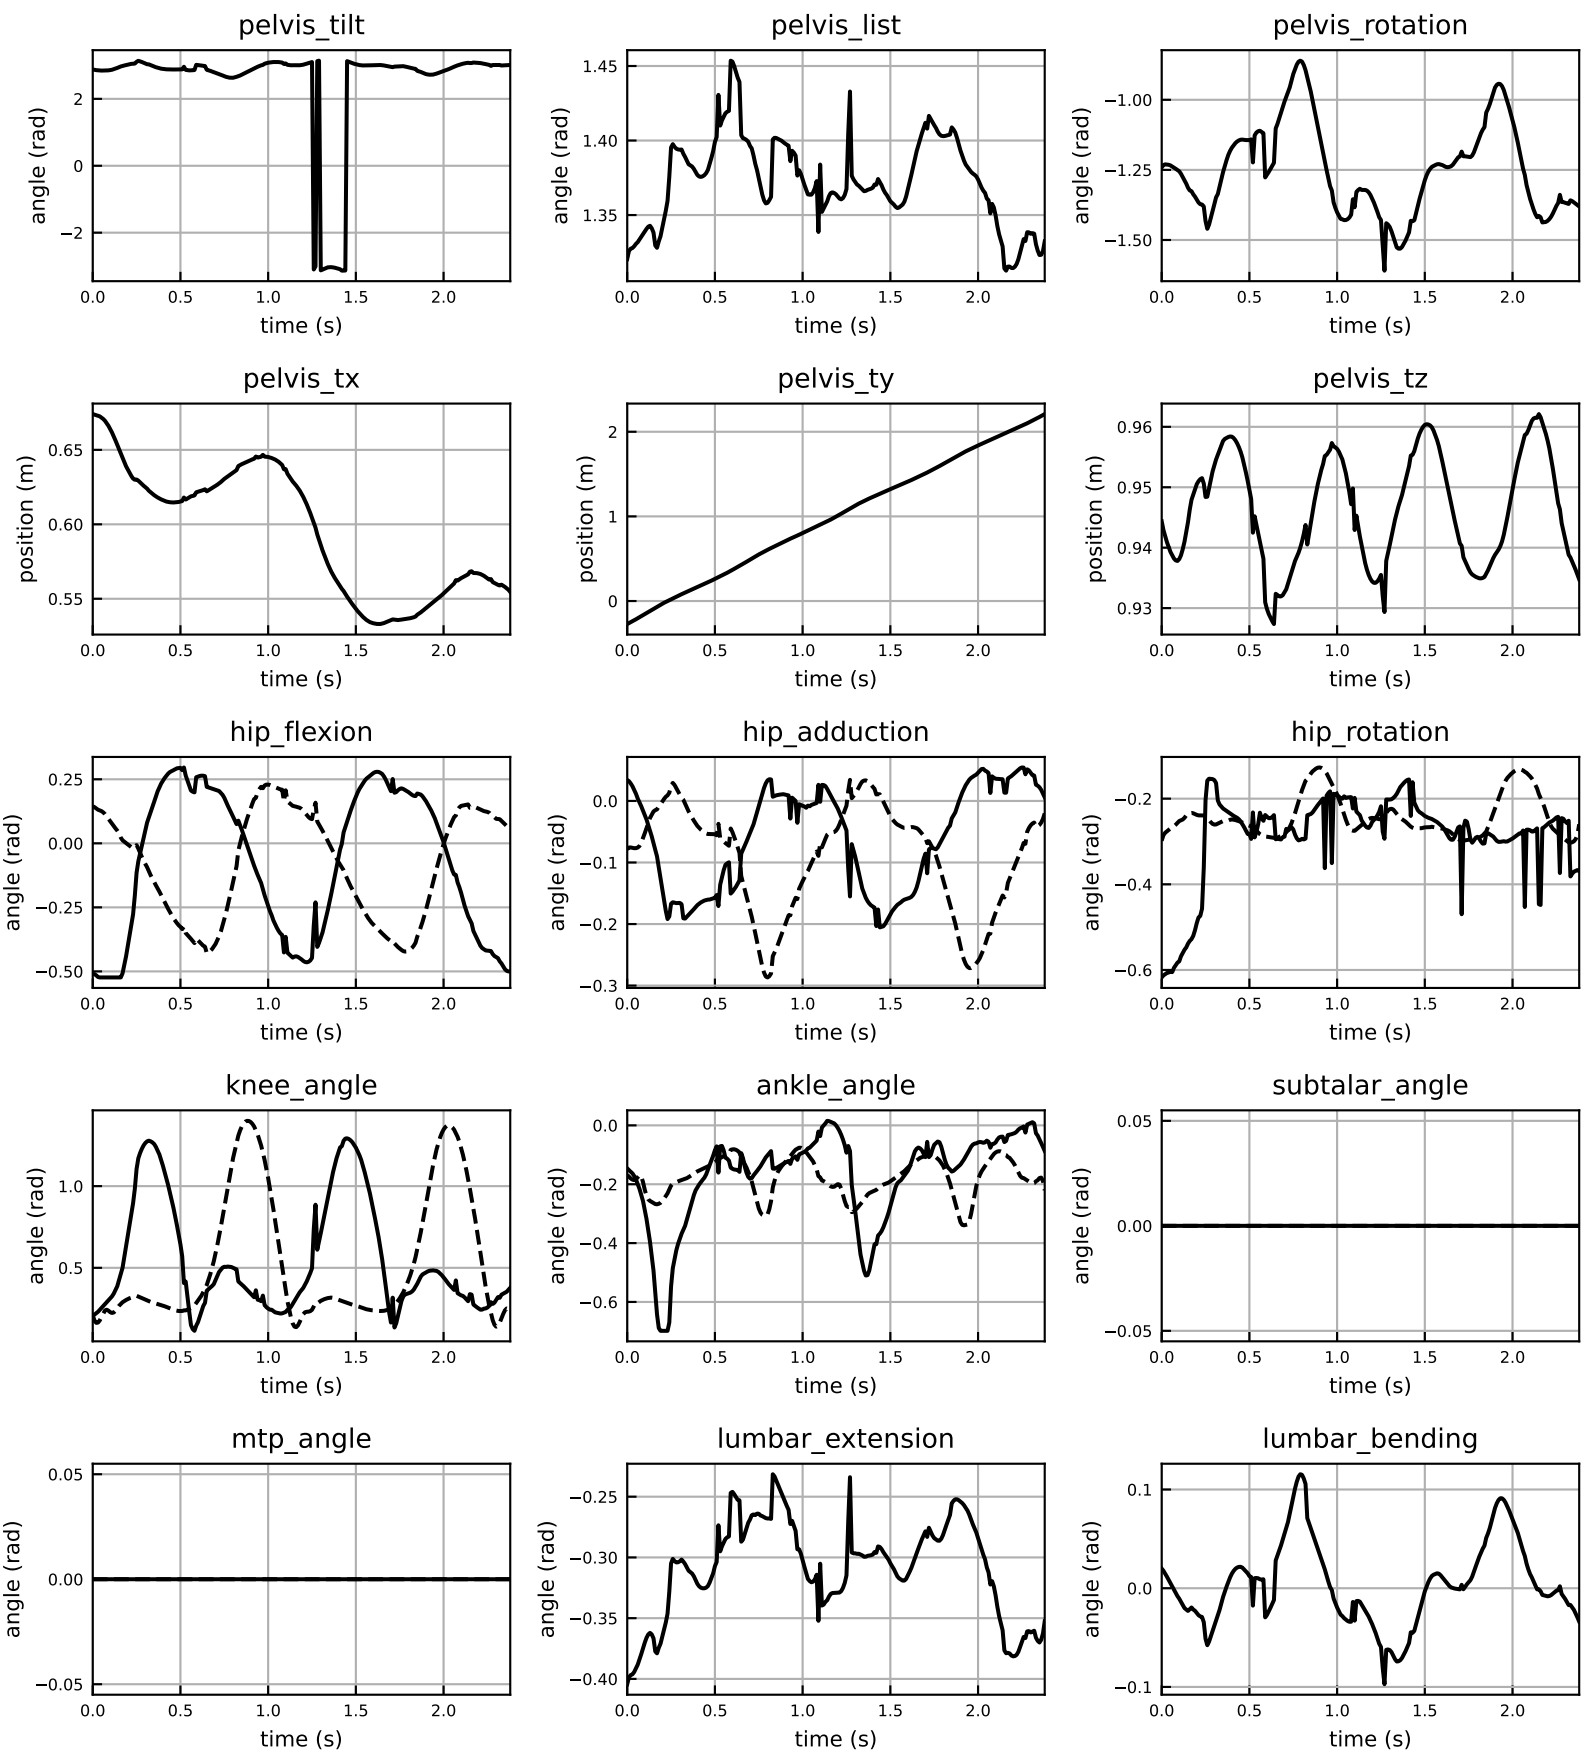 pelvis_tilt
angle (rad)
2
0
−2
0.0 0.5 1.0 1.5 2.0
time (s)
pelvis_list
angle (rad)
1.45
1.40
1.35
0.0 0.5 1.0 1.5 2.0
time (s)
pelvis_rotation
angle (rad)
−1.00
−1.25
−1.50
0.0 0.5 1.0 1.5 2.0
time (s)
pelvis_tx
position (m)
0.65
0.60
0.55
0.0 0.5 1.0 1.5 2.0
time (s)
pelvis_ty
position (m)
2
1
0
0.0 0.5 1.0 1.5 2.0
time (s)
pelvis_tz
position (m)
0.96
0.95
0.94
0.93
0.0 0.5 1.0 1.5 2.0
time (s)
hip_flexion
angle (rad)
0.25
0.00
−0.25
−0.50
0.0 0.5 1.0 1.5 2.0
time (s)
hip_adduction
angle (rad)
0.0
−0.1
−0.2
−0.3
0.0 0.5 1.0 1.5 2.0
time (s)
hip_rotation
angle (rad)
−0.2
−0.4
−0.6
0.0 0.5 1.0 1.5 2.0
time (s)
knee_angle
angle (rad)
1.0
0.5
0.0 0.5 1.0 1.5 2.0
time (s)
ankle_angle
angle (rad)
0.0
−0.2
−0.4
−0.6
0.0 0.5 1.0 1.5 2.0
time (s)
subtalar_angle
angle (rad)
0.05
0.00
−0.05
0.0 0.5 1.0 1.5 2.0
time (s)
mtp_angle
angle (rad)
0.05
0.00
−0.05
0.0 0.5 1.0 1.5 2.0
time (s)
lumbar_extension
angle (rad)
−0.25
−0.30
−0.35
−0.40
0.0 0.5 1.0 1.5 2.0
time (s)
lumbar_bending
angle (rad)
0.1
0.0
−0.1
0.0 0.5 1.0 1.5 2.0
time (s)